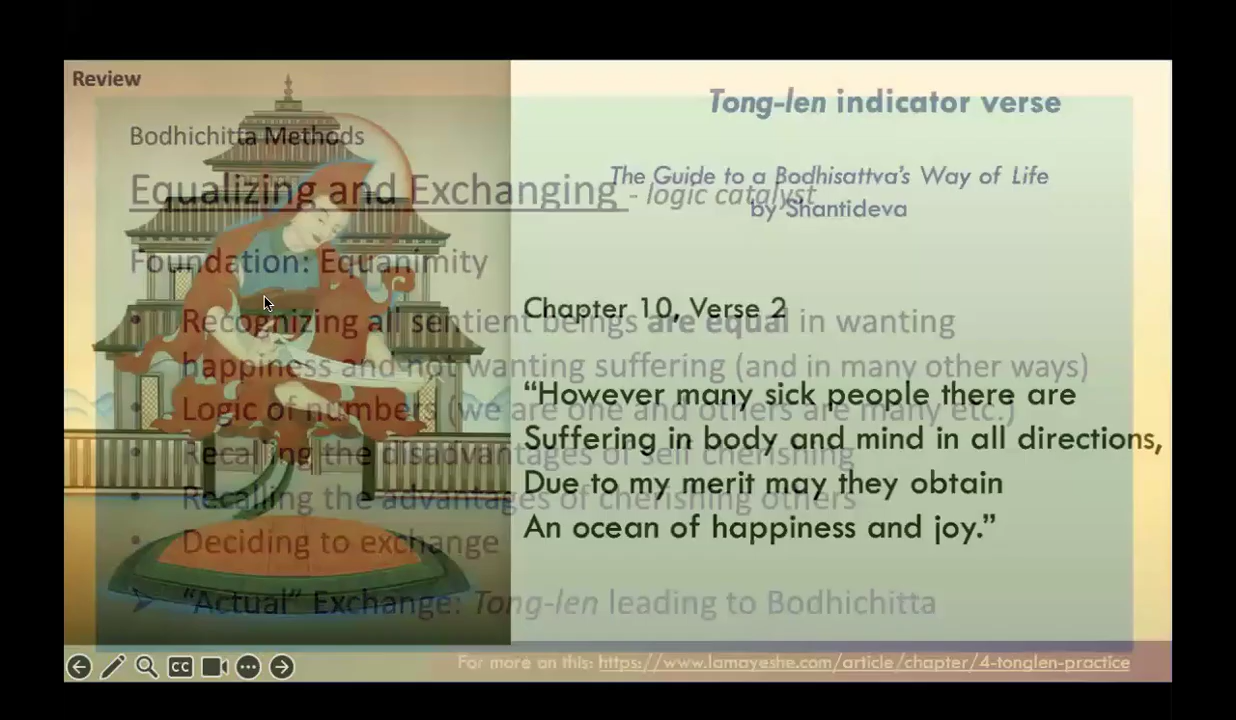 Review
Bodhichitta Methods
Equalizing and Exchanging - logic catalyst
Foundation: Equanimity
• Recognizing all sentient beings are equal in wanting
happiness and not wanting suffering (and in many other ways)
• Logic of numbers (we are one and others are many etc.)
• Recalling the disadvantages of self cherishing
• Recalling the advantages of cherishing others
• Deciding to exchange
➤ “Actual” Exchange: Tong-len leading to Bodhichitta
Tong-len indicator verse
The Guide to a Bodhisattva’s Way of Life
by Shantideva
Chapter 10, Verse 2
“However many sick people there are
Suffering in body and mind in all directions,
Due to my merit may they obtain
An ocean of happiness and joy.”
For more on this: https://www.lamayeshe.com/article/chapter/4-tonglen-practice
CC